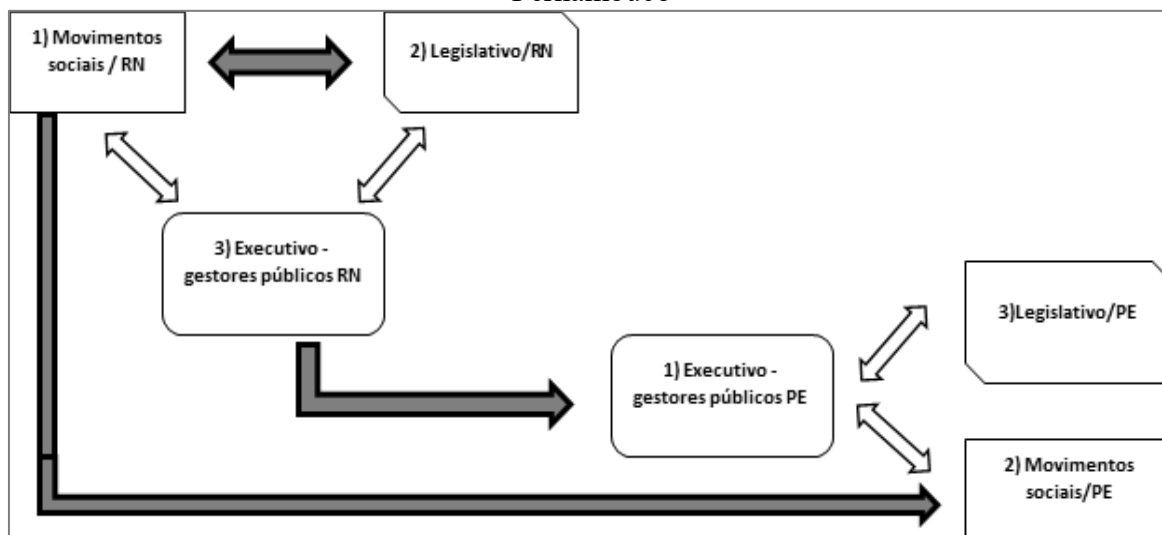 1) Movimentos
sociais / RN
2) Legislativo/RN
3) Executivo -
gestores públicos RN
3)Legislativo/PE
1) Executivo -
gestores públicos PE
2) Movimentos
sociais/PE